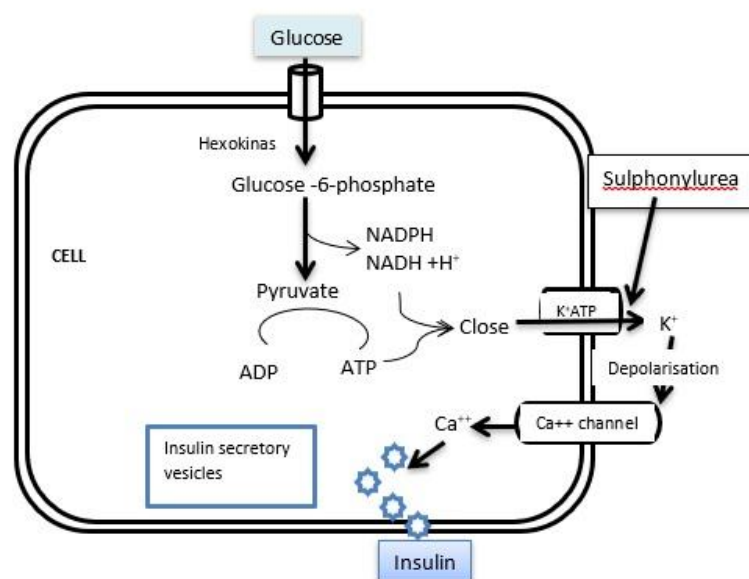 Glucose
Hexokinas
Glucose -6-phosphate
Sulphonylurea
NADPH
NADH +H⁺
CELL
Pyruvate
K⁺ATP
Close
K⁺
ADP
ATP
Depolarisation
Ca⁺⁺
Ca++ channel
Insulin secretory
vesicles
Insulin